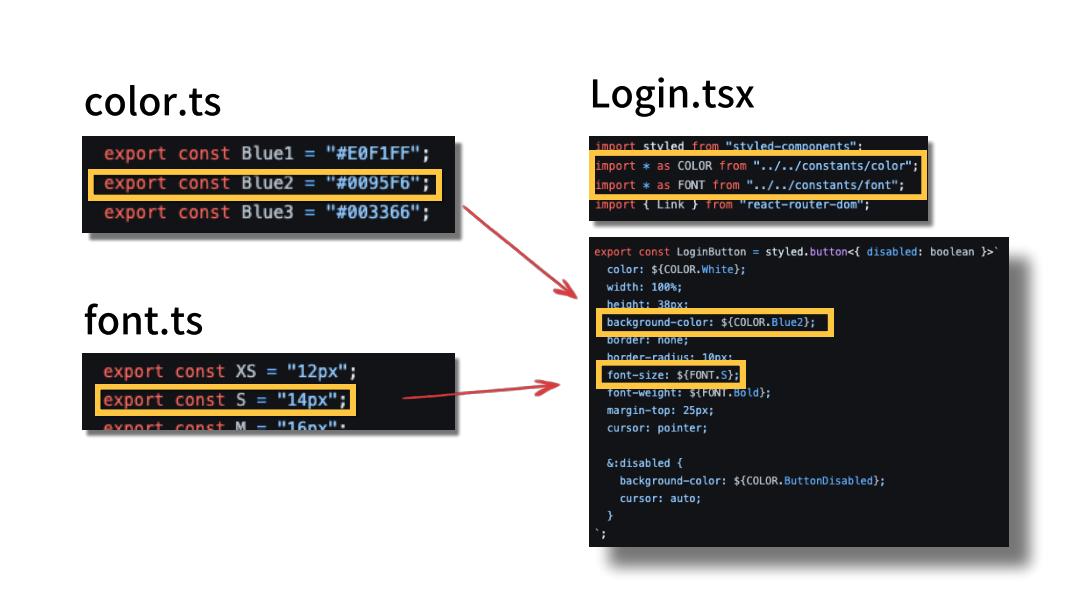 color.ts
export const Blue1 = "#E0F1FF";
export const Blue2 = "#0095F6";
export const Blue3 = "#003366";
font.ts
export const XS = "12px";
export const S = "14px";
export const M = "16px";
Login.tsx
import styled from "styled-components";
import * as COLOR from "../../constants/color";
import * as FONT from "../../constants/font";
import { Link } from "react-router-dom";
export const LoginButton = styled.button<{ disabled: boolean }>`
color: ${COLOR.White};
width: 100%;
height: 38px;
background-color: ${COLOR.Blue2};
border: none;
border-radius: 10px;
font-size: ${FONT.S};
font-weight: ${FONT.Bold};
margin-top: 25px;
cursor: pointer;
&:disabled {
background-color: ${COLOR.ButtonDisabled};
cursor: auto;
}
`;